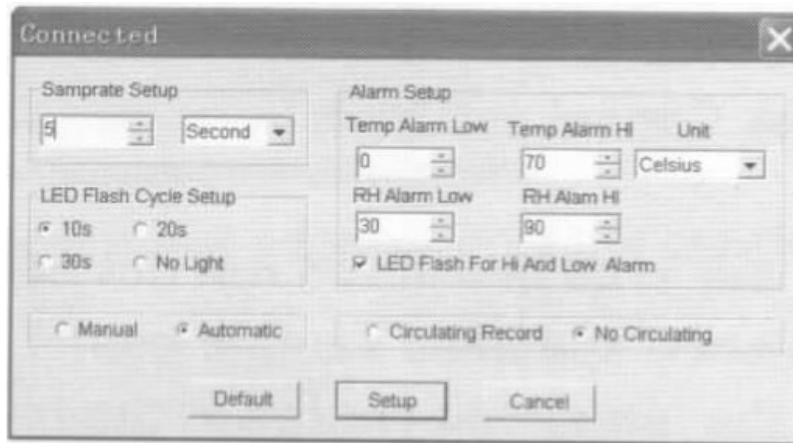 Connected
Samprate Setup
5 Second
LED Flash Cycle Setup
10s 20s
30s No Light
Alarm Setup
Temp Alarm Low Temp Alarm HI Unit
0 70 Celsius
RH Alarm Low RH Alam HI
30 90
LED Flash For Hi And Low Alarm
Manual Automatic
Circulating Record No Circulating
Default Setup Cancel